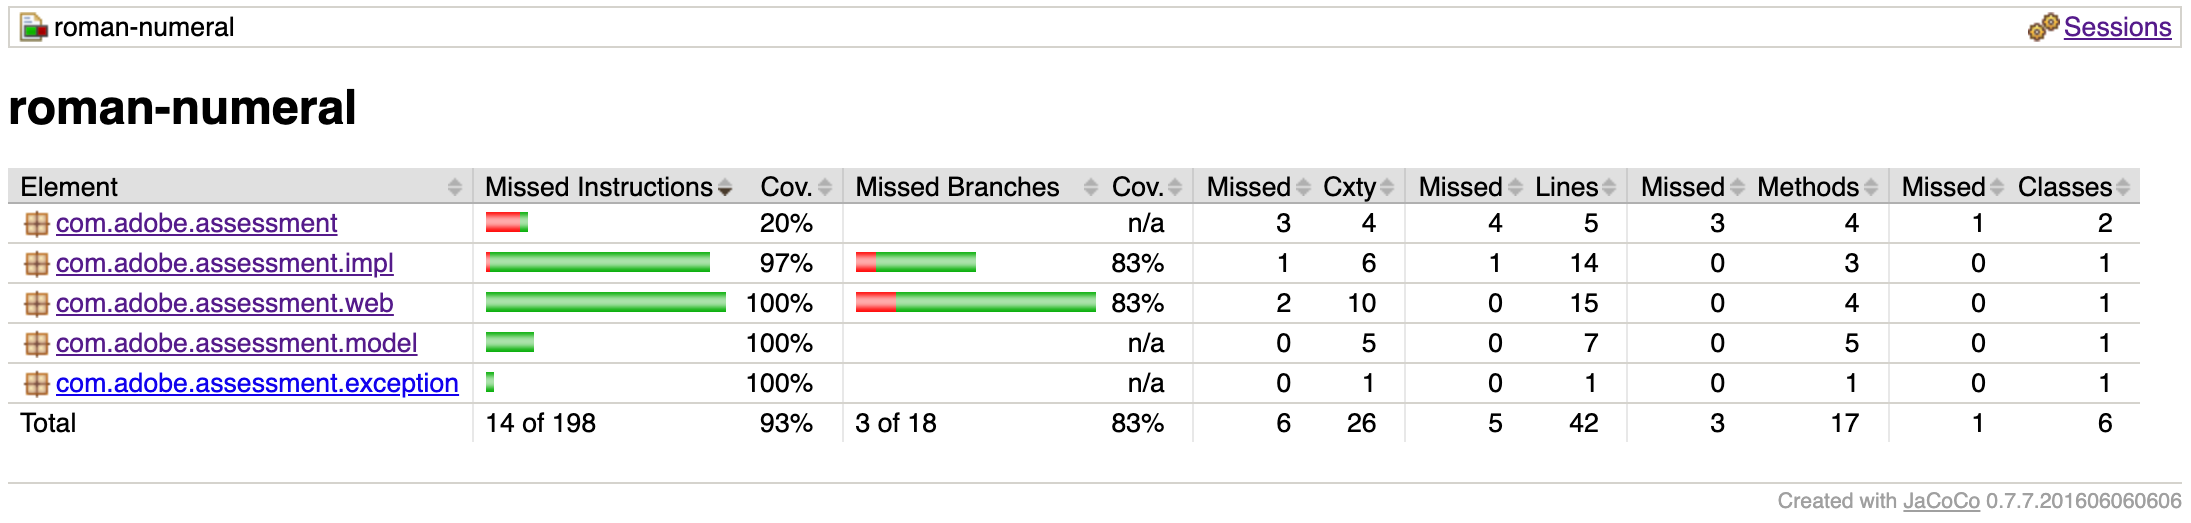 roman-numeral Sessions
roman-numeral
Element Missed Instructions Cov. Missed Branches Cov. Missed Cxty Missed Lines Missed Methods Missed Classes
com.adobe.assessment 20% n/a 3 4 4 5 3 4 1 2
com.adobe.assessment.impl 97% 83% 1 6 1 14 0 3 0 1
com.adobe.assessment.web 100% 83% 2 10 0 15 0 4 0 1
com.adobe.assessment.model 100% n/a 0 5 0 7 0 5 0 1
com.adobe.assessment.exception 100% n/a 0 1 0 1 0 1 0 1
Total 14 of 198 93% 3 of 18 83% 6 26 5 42 3 17 1 6
Created with JaCoCo 0.7.7.201606060606